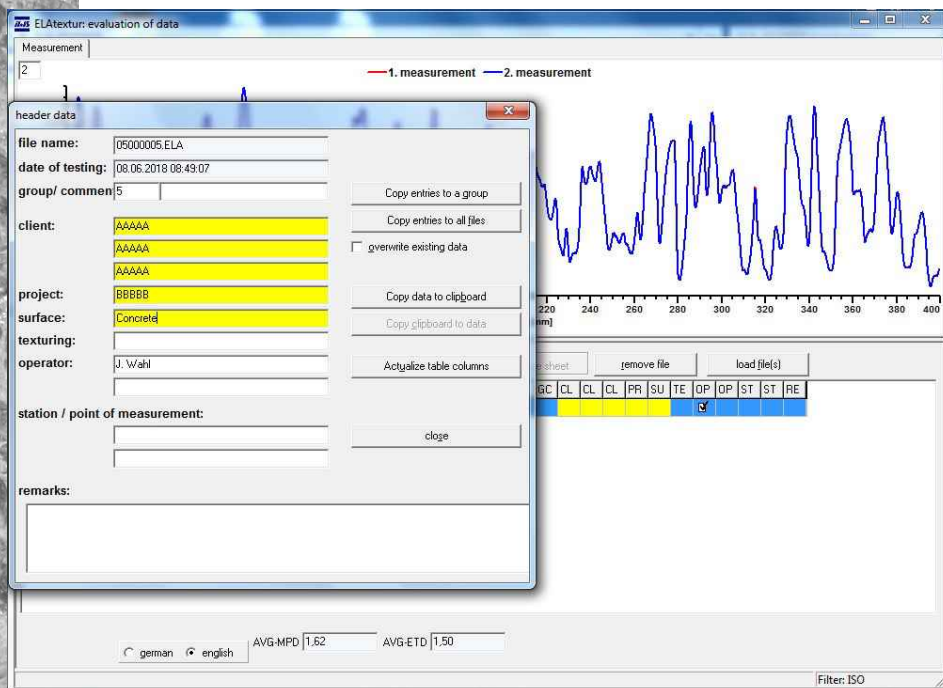 ELAtextur: evaluation of data
Measurement
2
1. measurement 2. measurement
header data
file name: 05000005.ELA
date of testing: 08.06.2018 08:49:07
group/ commen 5
Copy entries to a group
client: AAAAA
Copy entries to all files
AAAAA
overwrite existing data
AAAAA
project: BBBBB
Copy data to clipboard
surface: Concrete
Copy clipboard to data
texturing:
operator: J. Wahl
Actualize table columns
station / point of measurement:
close
remarks:
220 240 260 280 300 320 340 360 380 400
nm]
sheet remove file load file(s)
GC CL CL CL PR SU TE OP OP ST ST RE
german english AVG-MPD 1,62 AVG-ETD 1,50
Filter: ISO